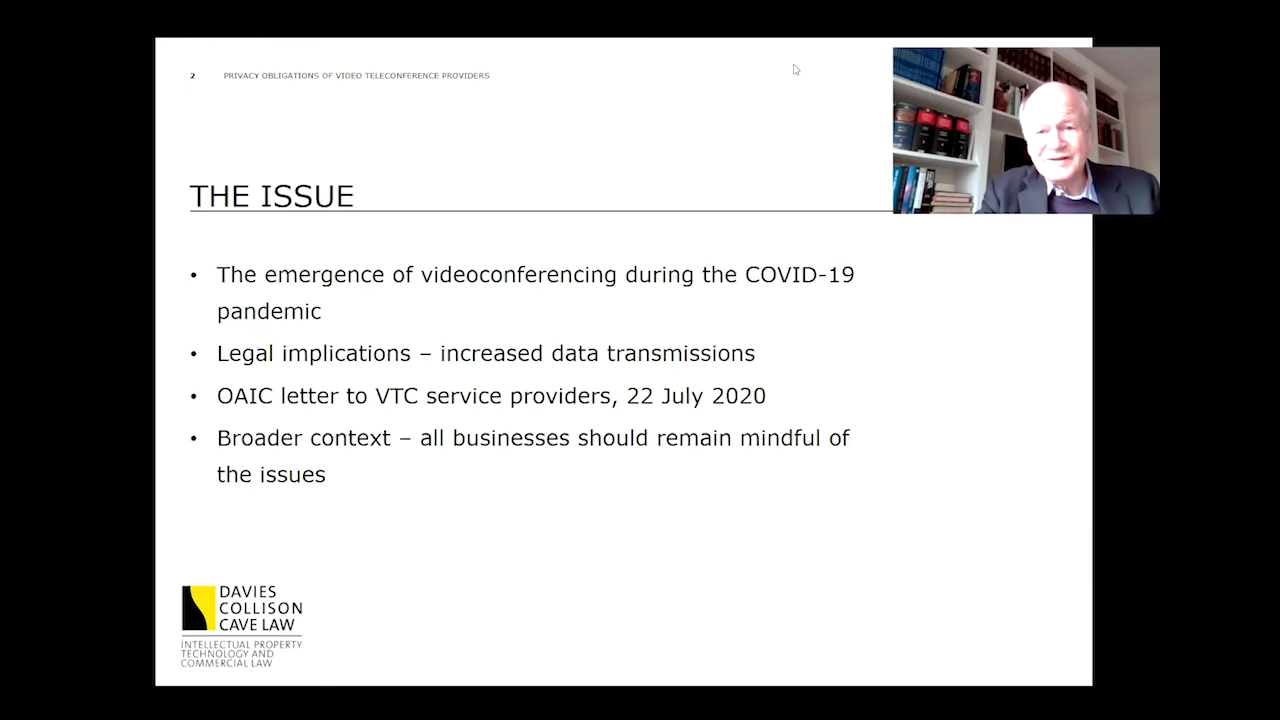 2 PRIVACY OBLIGATIONS OF VIDEO TELECONFERENCE PROVIDERS
THE ISSUE
• The emergence of videoconferencing during the COVID-19
pandemic
• Legal implications – increased data transmissions
• OAIC letter to VTC service providers, 22 July 2020
• Broader context – all businesses should remain mindful of
the issues
DAVIES
COLLISON
CAVE LAW
INTELLECTUAL PROPERTY
TECHNOLOGY AND
COMMERCIAL LAW